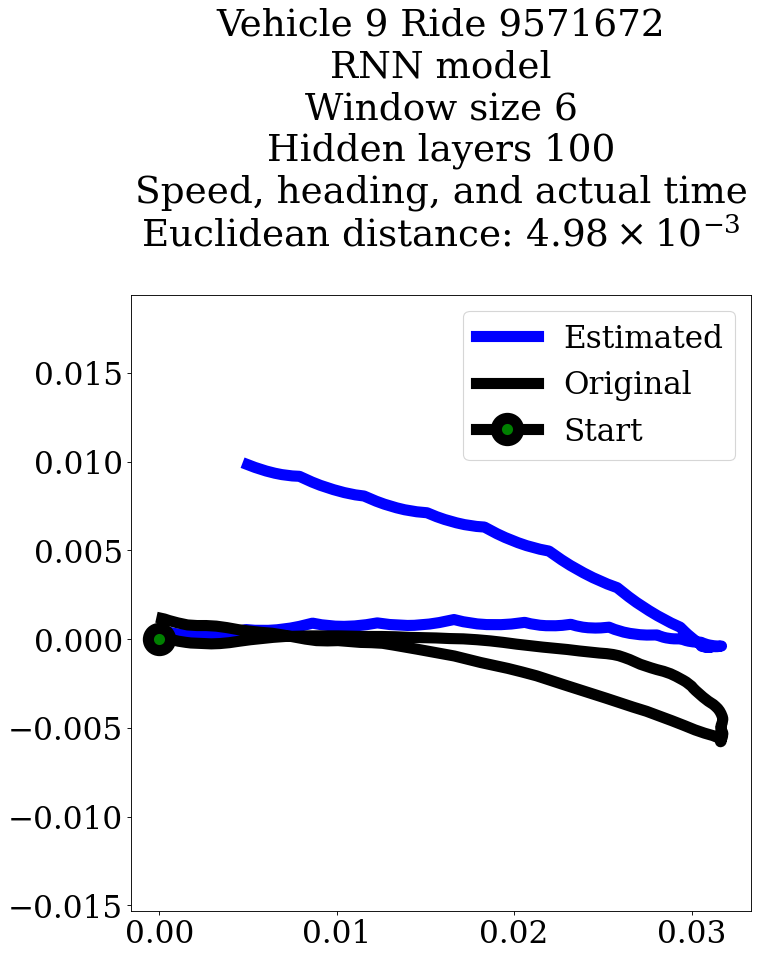 Vehicle 9 Ride 9571672
RNN model
Window size 6
Hidden layers 100
Speed, heading, and actual time
Euclidean distance: 4.98 × 10⁻³
Estimated
Original
Start
0.015
0.010
0.005
0.000
−0.005
−0.010
−0.015
0.00 0.01 0.02 0.03